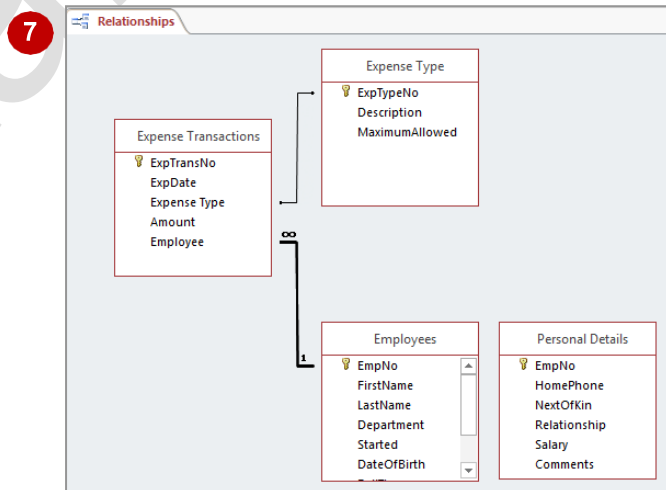 7
Relationships
Expense Type
ExpTypeNo
Description
MaximumAllowed
Expense Transactions
ExpTransNo
ExpDate
Expense Type
Amount
Employee
∞
1
Employees
EmpNo
FirstName
LastName
Department
Started
DateOfBirth
Personal Details
EmpNo
HomePhone
NextOfKin
Relationship
Salary
Comments